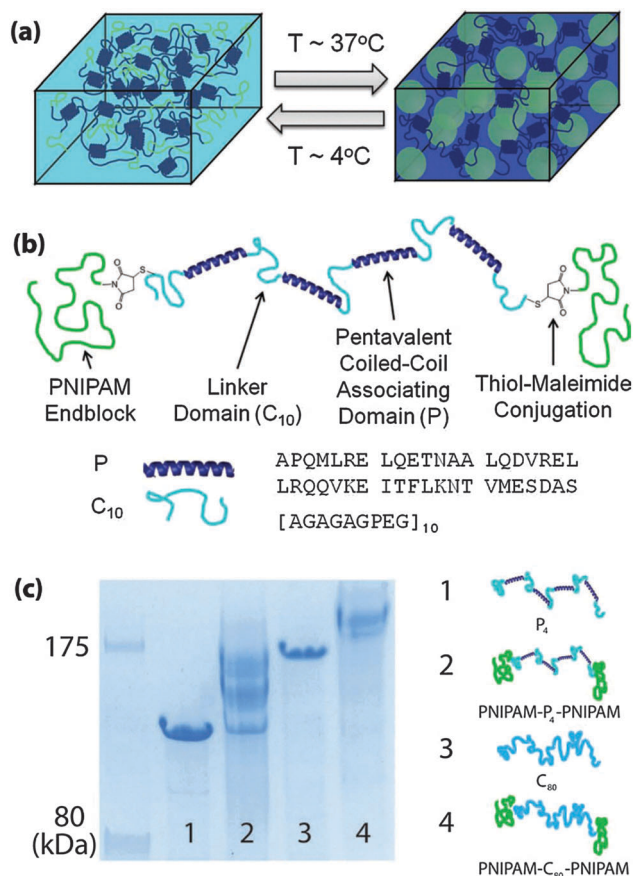 (a)
T ~ 37°C
T ~ 4°C
(b)
O
N
O
S
S
O
N
O
PNIPAM
Endblock
Linker
Domain (C₁₀)
Pentavalent
Coiled-Coil
Associating
Domain (P)
Thiol-Maleimide
Conjugation
P
APQMLRE LQETNAA LQDVREL
LRQQVKE ITFLKNT VMESDAS
C₁₀
[AGAGAGPEG]₁₀
(c)
175
80
(kDa)
1 2 3 4
1
P₄
2
PNIPAM-P₄-PNIPAM
3
C₈₀
4
PNIPAM-C₈₀-PNIPAM